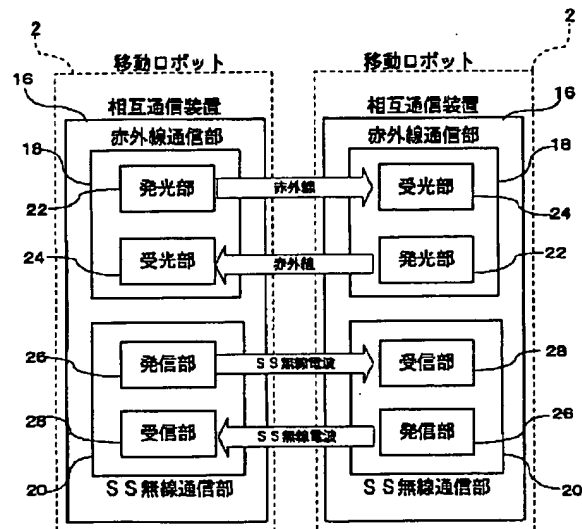 2 2
移動ロボット 移動ロボット
16 16
相互通信装置 相互通信装置
赤外線通信部 赤外線通信部
18 18
発光部 赤外線 受光部
22 24
受光部 赤外線 発光部
24 22
発信部 SS無線電波 受信部
26 28
受信部 SS無線電波 発信部
28 26
20 SS無線通信部 SS無線通信部 20